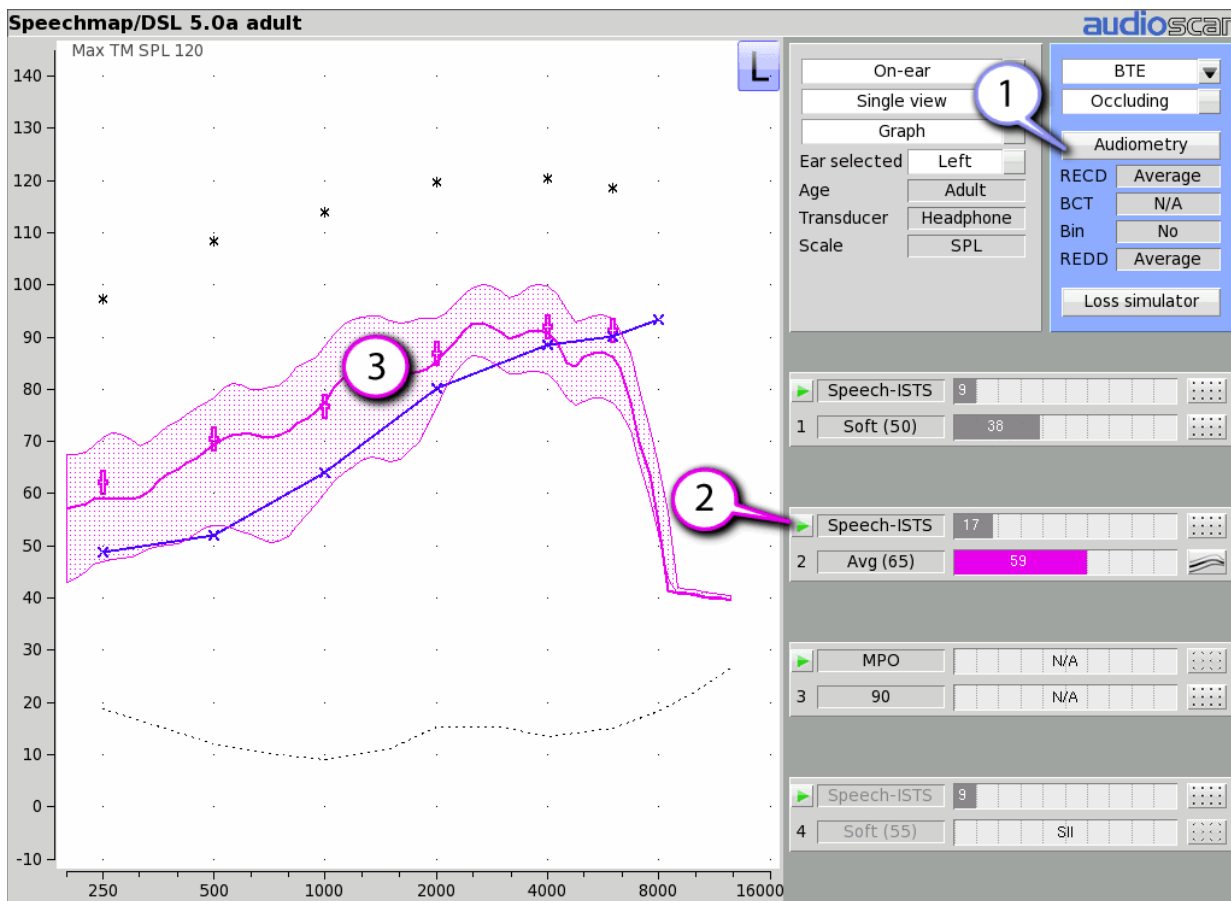 Speechmap/DSL 5.0a adult
audioscan
Max TM SPL 120
L
140
130
120
110
100
90
80
70
60
50
40
30
20
10
0
-10
250
500
1000
2000
4000
8000
16000
3
On-ear
Single view
Graph
Ear selected Left
Age Adult
Transducer Headphone
Scale SPL
1
BTE
Occluding
Audiometry
RECD Average
BCT N/A
Bin No
REDD Average
Loss simulator
Speech-ISTS 9
1 Soft (50) 38
2
Speech-ISTS 17
2 Avg (65) 59
MPO N/A
3 90 N/A
Speech-ISTS 9
4 Soft (55) SII